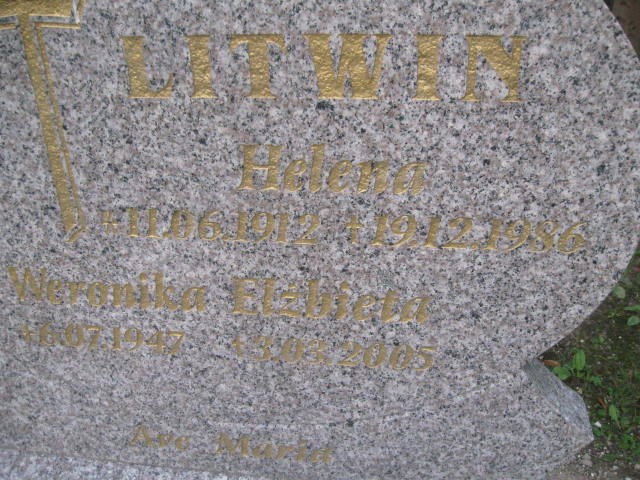 LITWIN
Helena
*11.06.1912 +19.12.1986
Weronika Elżbieta
*6.07.1947 +3.03.2005
Ave Maria